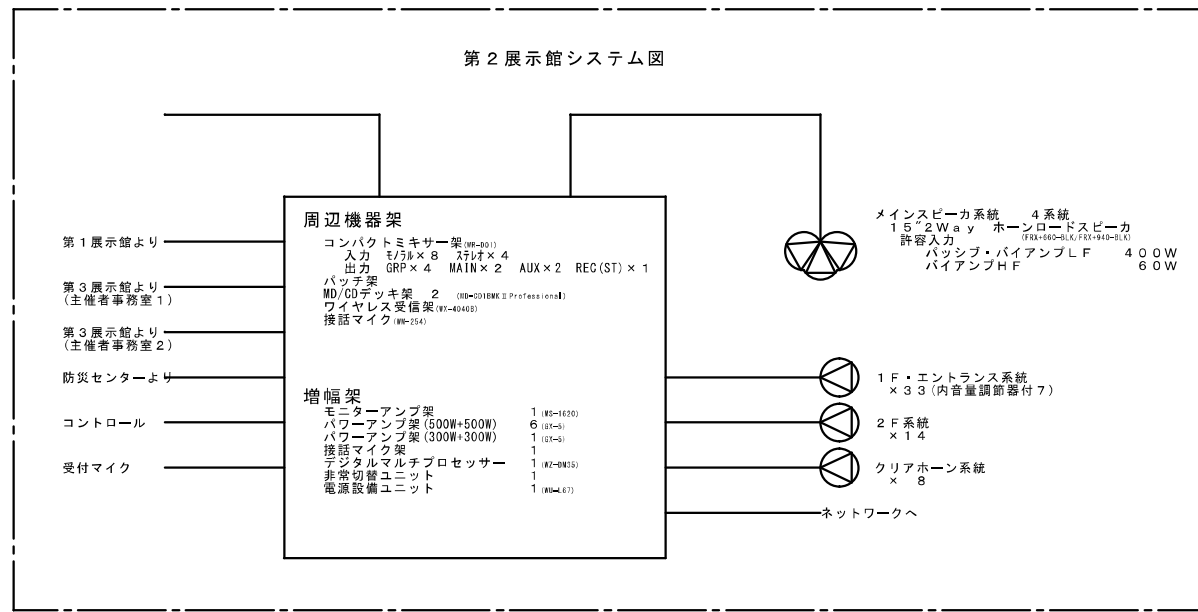 第２展示館システム図
第１展示館より
第３展示館より
(主催者事務室１)
第３展示館より
(主催者事務室２)
防災センターより
コントロール
受付マイク
周辺機器架
コンパクトミキサー架(WR-D01)
入力 モノラル×８ ステレオ×４
出力 GRP×４ MAIN×２ AUX×２ REC(ST)×１
パッチ架
MD/CDデッキ架 ２ (MD-CD1BMKⅡProfessional)
ワイヤレス受信架(WX-4040B)
接話マイク(WM-254)
増幅架
モニターアンプ架 １(MS-1620)
パワーアンプ架(500W+500W) ６(GX-5)
パワーアンプ架(300W+300W) １(GX-5)
接話マイク架 １
デジタルマルチプロセッサー １(WZ-DM35)
非常切替ユニット １
電源設備ユニット １(WU-L67)
メインスピーカ系統 ４系統
１５″２Ｗａｙ ホーンロードスピーカ
許容入力 (FRX+660-BLK/FRX+940-BLK)
パッシブ・バイアンプＬＦ ４００Ｗ
バイアンプＨＦ ６０Ｗ
１Ｆ・エントランス系統
×３３(内音量調節器付７)
２Ｆ系統
×１４
クリアホーン系統
× ８
ネットワークへ